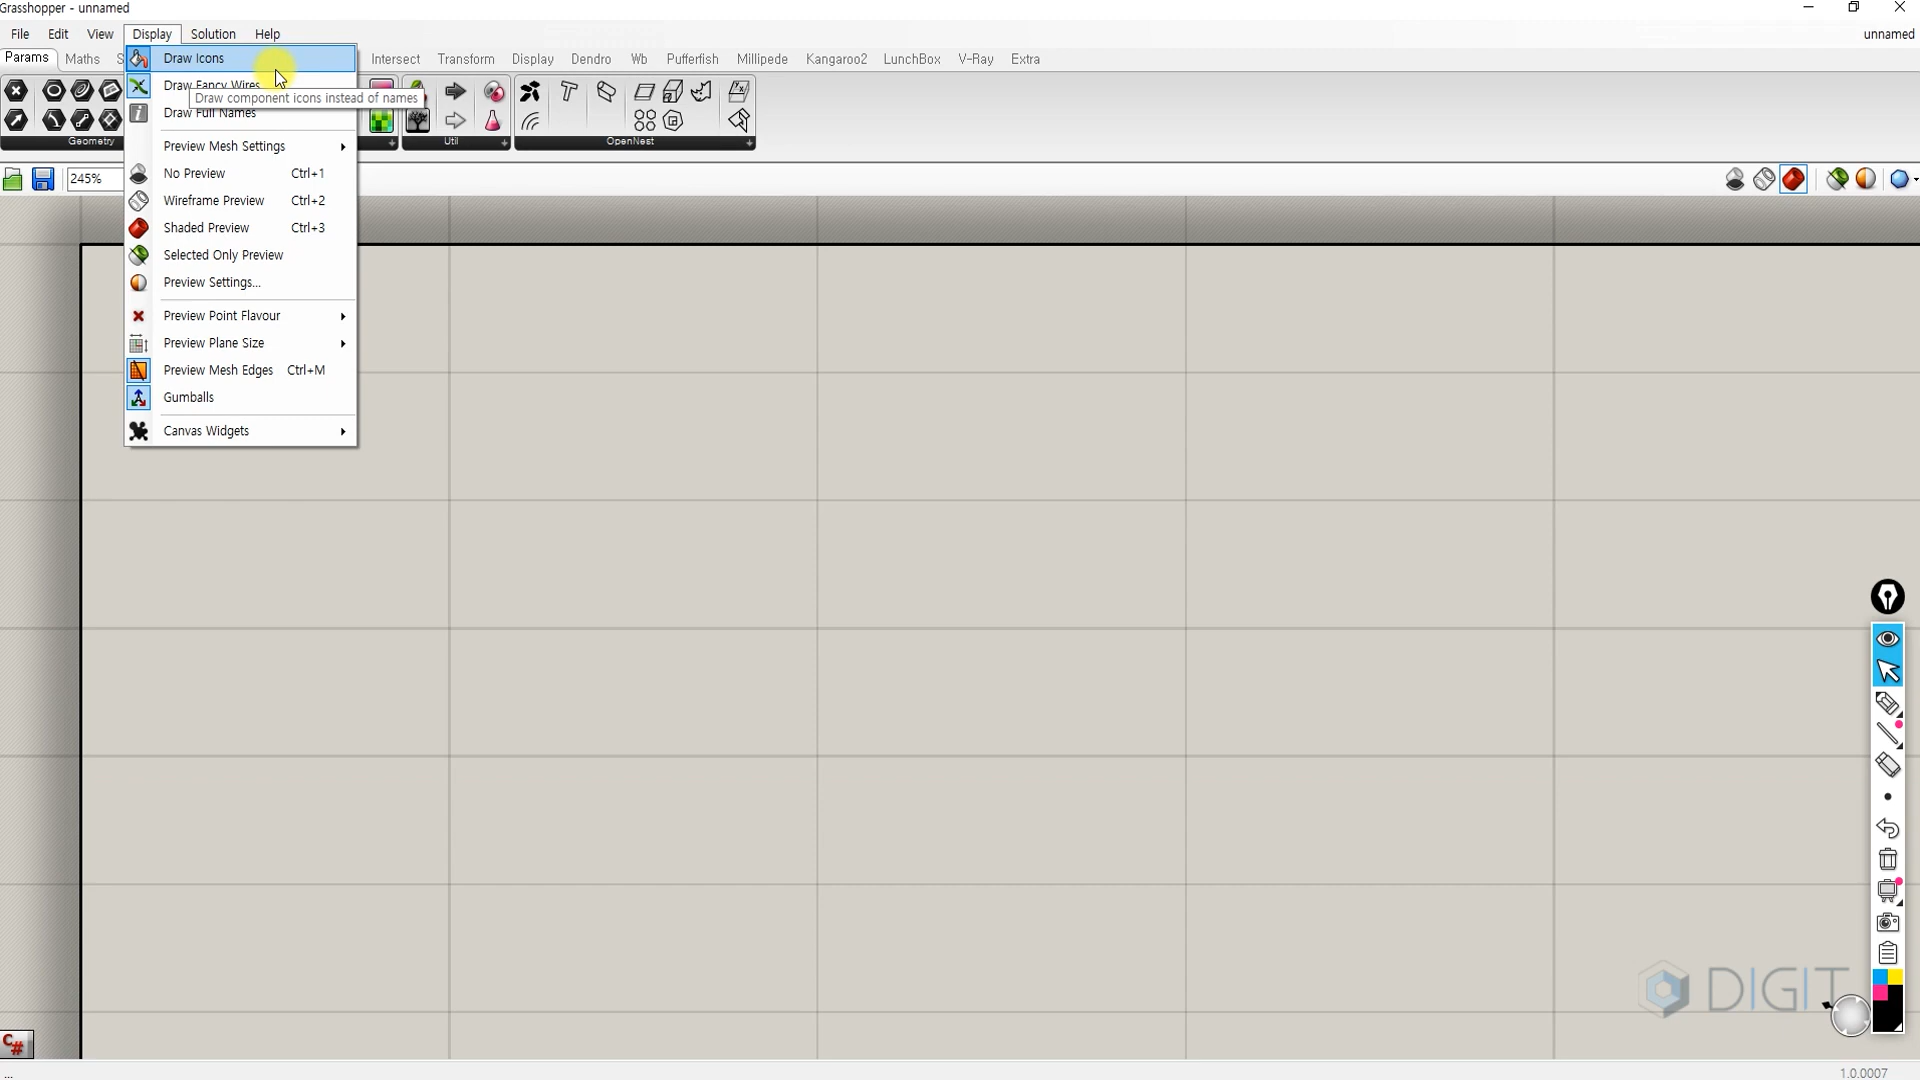 Grasshopper - unnamed
File Edit View Display Solution Help unnamed
Params Maths S Intersect Transform Display Dendro Wb Pufferfish Millipede Kangaroo2 LunchBox V-Ray Extra
Draw Icons
Draw Fancy Wires
Draw component icons instead of names
Draw Full Names
Geometry Util OpenNest
Preview Mesh Settings
245%
No Preview Ctrl+1
Wireframe Preview Ctrl+2
Shaded Preview Ctrl+3
Selected Only Preview
Preview Settings...
Preview Point Flavour
Preview Plane Size
Preview Mesh Edges Ctrl+M
Gumballs
Canvas Widgets
DIGIT
C#
... 1.0.0007